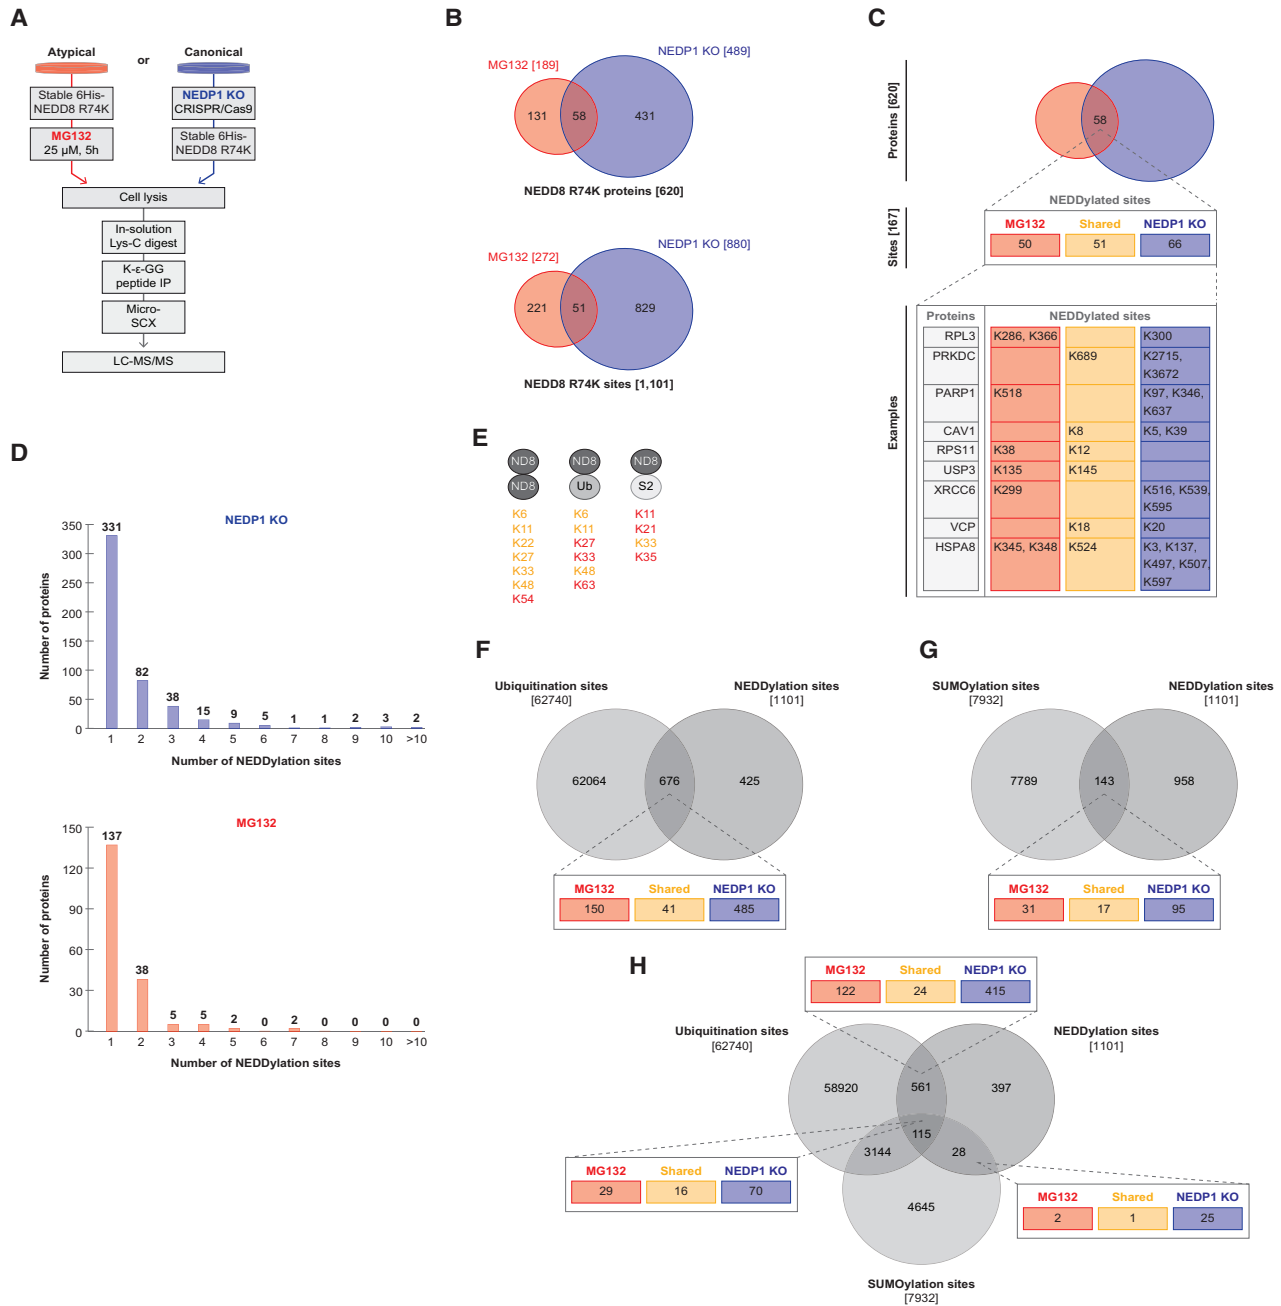 A
Atypical
or
Canonical
Stable 6His-
NEDD8 R74K
NEDP1 KO
CRISPR/Cas9
MG132
25 µM, 5h
Stable 6His-
NEDD8 R74K
Cell lysis
In-solution
Lys-C digest
K-ε-GG
peptide IP
Micro-
SCX
LC-MS/MS
B
MG132 [189]
NEDP1 KO [489]
131
58
431
NEDD8 R74K proteins [620]
MG132 [272]
NEDP1 KO [880]
221
51
829
NEDD8 R74K sites [1,101]
C
Proteins [620]
58
NEDDylated sites
Sites [167]
MG132 Shared NEDP1 KO
50 51 66
Examples
Proteins NEDDylated sites
RPL3 K286, K366 K300
PRKDC K689 K2715,
K3672
PARP1 K518 K97, K346,
K637
CAV1 K8 K5, K39
RPS11 K38 K12
USP3 K135 K145
XRCC6 K299 K516, K539,
K595
VCP K18 K20
HSPA8 K345, K348 K524 K3, K137,
K497, K507,
K597
D
NEDP1 KO
Number of proteins
350
300
250
200
150
100
50
0
331 82 38 15 9 5 1 1 2 3 2
1 2 3 4 5 6 7 8 9 10 >10
Number of NEDDylation sites
MG132
Number of proteins
150
120
90
60
30
0
137 38 5 5 2 0 2 0 0 0 0
1 2 3 4 5 6 7 8 9 10 >10
Number of NEDDylation sites
E
ND8 ND8 ND8
ND8 Ub S2
K6 K6 K11
K11 K11 K21
K22 K27 K33
K27 K33 K35
K33 K48
K48 K63
K54
F
Ubiquitination sites
[62740]
NEDDylation sites
[1101]
62064
676
425
MG132 Shared NEDP1 KO
150 41 485
G
SUMOylation sites
[7932]
NEDDylation sites
[1101]
7789
143
958
MG132 Shared NEDP1 KO
31 17 95
H
MG132 Shared NEDP1 KO
122 24 415
Ubiquitination sites
[62740]
NEDDylation sites
[1101]
58920
561
397
115
3144
28
MG132 Shared NEDP1 KO
29 16 70
MG132 Shared NEDP1 KO
2 1 25
4645
SUMOylation sites
[7932]